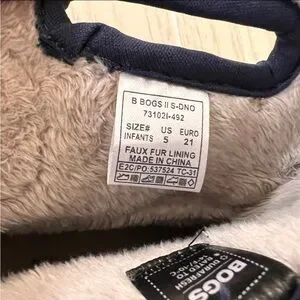 B BOGS II S-DNO
73102I-492
SIZE# US EURO
INFANTS 5 21
FAUX FUR LINING
MADE IN CHINA
E2C/PO:537524 TC-31
BOGS
DURAFRESH